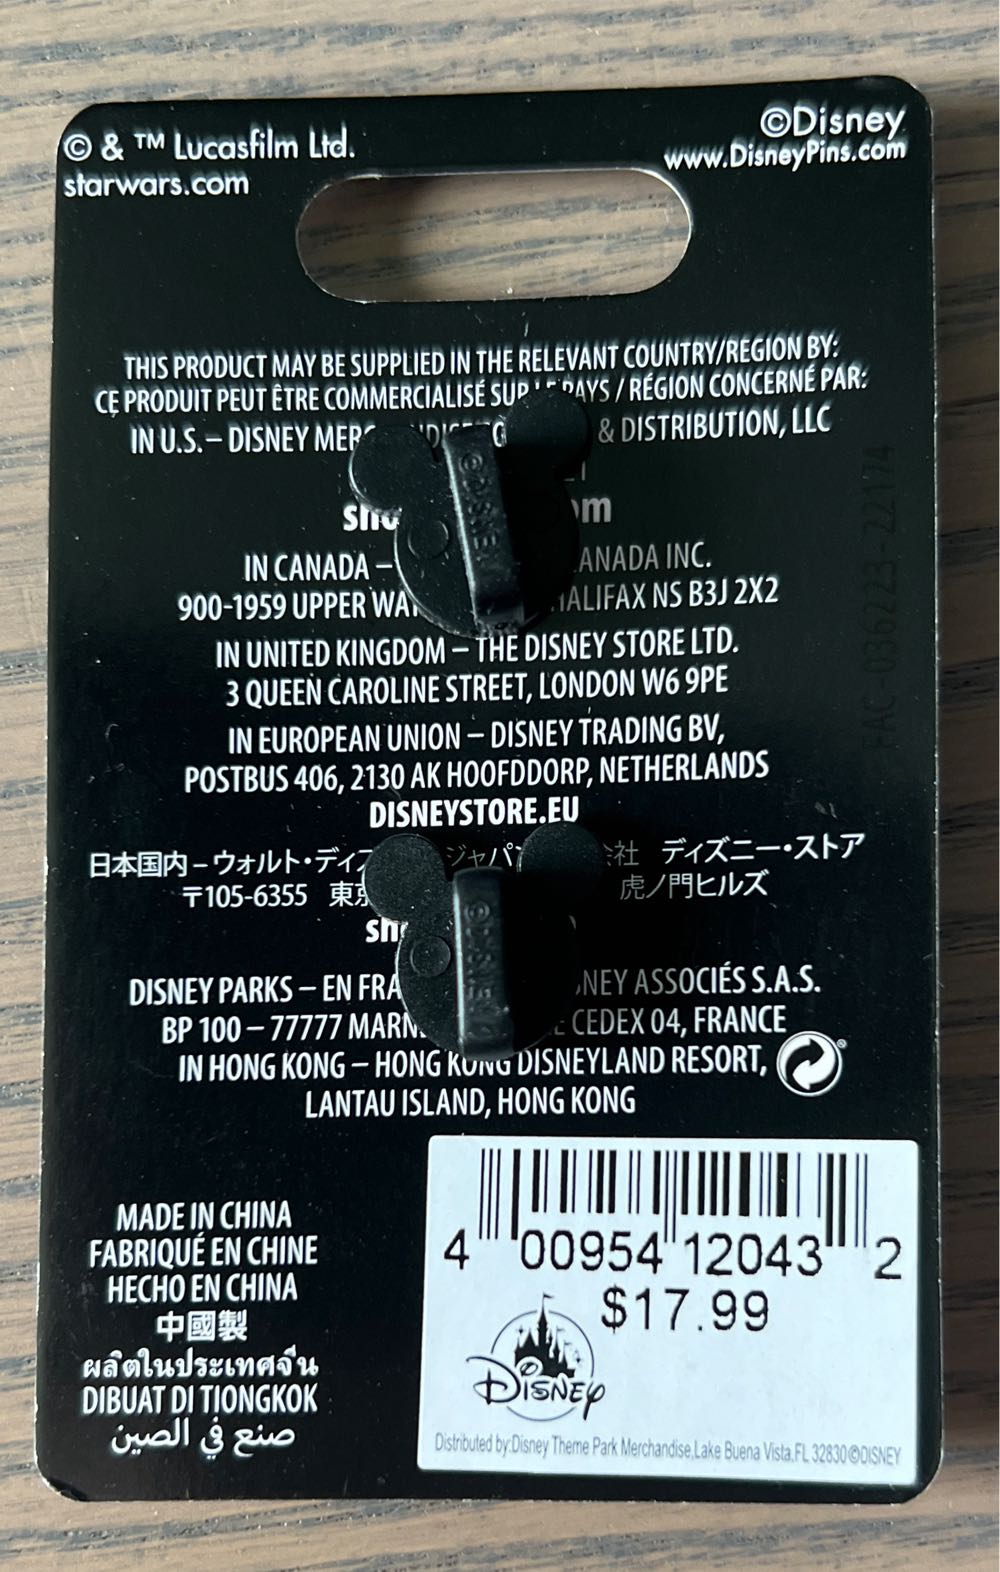 © & ™ Lucasfilm Ltd.
starwars.com
©Disney
www.DisneyPins.com
THIS PRODUCT MAY BE SUPPLIED IN THE RELEVANT COUNTRY/REGION BY:
CE PRODUIT PEUT ÊTRE COMMERCIALISÉ SUR PAYS / RÉGION CONCERNÉ PAR:
IN U.S. – DISNEY & DISTRIBUTION, LLC
IN CANADA – CANADA INC.
900-1959 UPPER HALIFAX NS B3J 2X2
IN UNITED KINGDOM – THE DISNEY STORE LTD.
3 QUEEN CAROLINE STREET, LONDON W6 9PE
IN EUROPEAN UNION – DISNEY TRADING BV,
POSTBUS 406, 2130 AK HOOFDDORP, NETHERLANDS
DISNEYSTORE.EU
日本国内 – ウォルト・ディズ ジャパン 会社 ディズニー・ストア
〒105-6355 東京 虎ノ門ヒルズ
DISNEY PARKS – EN ASSOCIÉS S.A.S.
BP 100 – 77777 CEDEX 04, FRANCE
IN HONG KONG – HONG KONG DISNEYLAND RESORT,
LANTAU ISLAND, HONG KONG
FAC-036223-22174
©DISNEY
©DISNEY
MADE IN CHINA
FABRIQUÉ EN CHINE
HECHO EN CHINA
中國製
ผลิตในประเทศจีน
DIBUAT DI TIONGKOK
صنع في الصين
4 00954 12043 2
$17.99
Disney
Distributed by:Disney Theme Park Merchandise,Lake Buena Vista,FL 32830©DISNEY